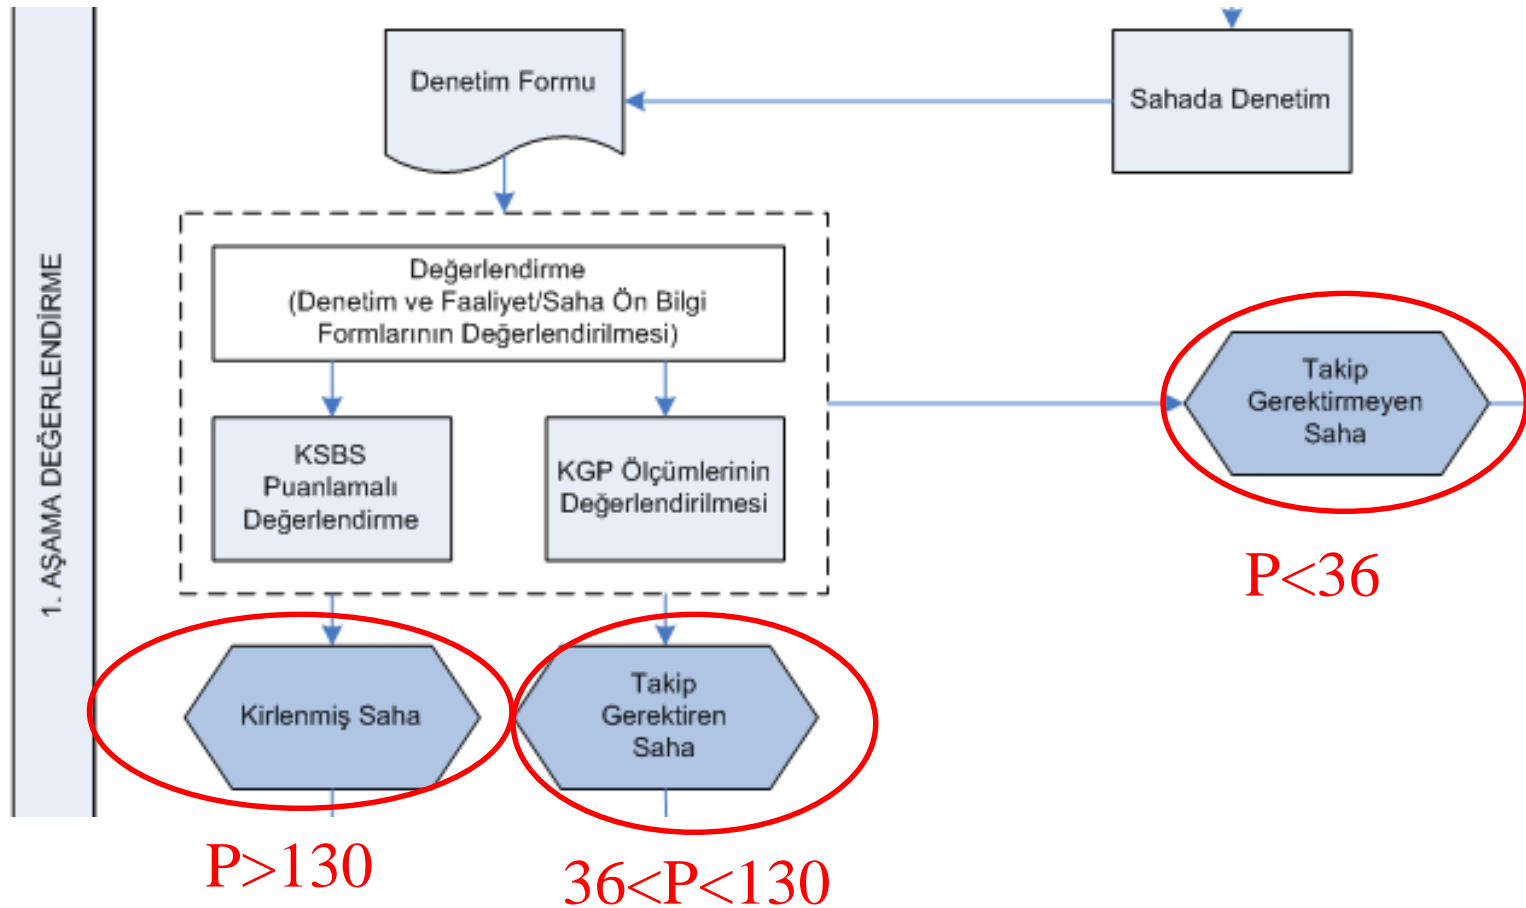 1. AŞAMA DEĞERLENDİRME
Denetim Formu
Sahada Denetim
Değerlendirme
(Denetim ve Faaliyet/Saha Ön Bilgi
Formlarının Değerlendirilmesi)
KSBS
Puanlamalı
Değerlendirme
KGP Ölçümlerinin
Değerlendirilmesi
Takip
Gerektirmeyen
Saha
P<36
Kirlenmiş Saha
Takip
Gerektiren
Saha
P>130
36<P<130